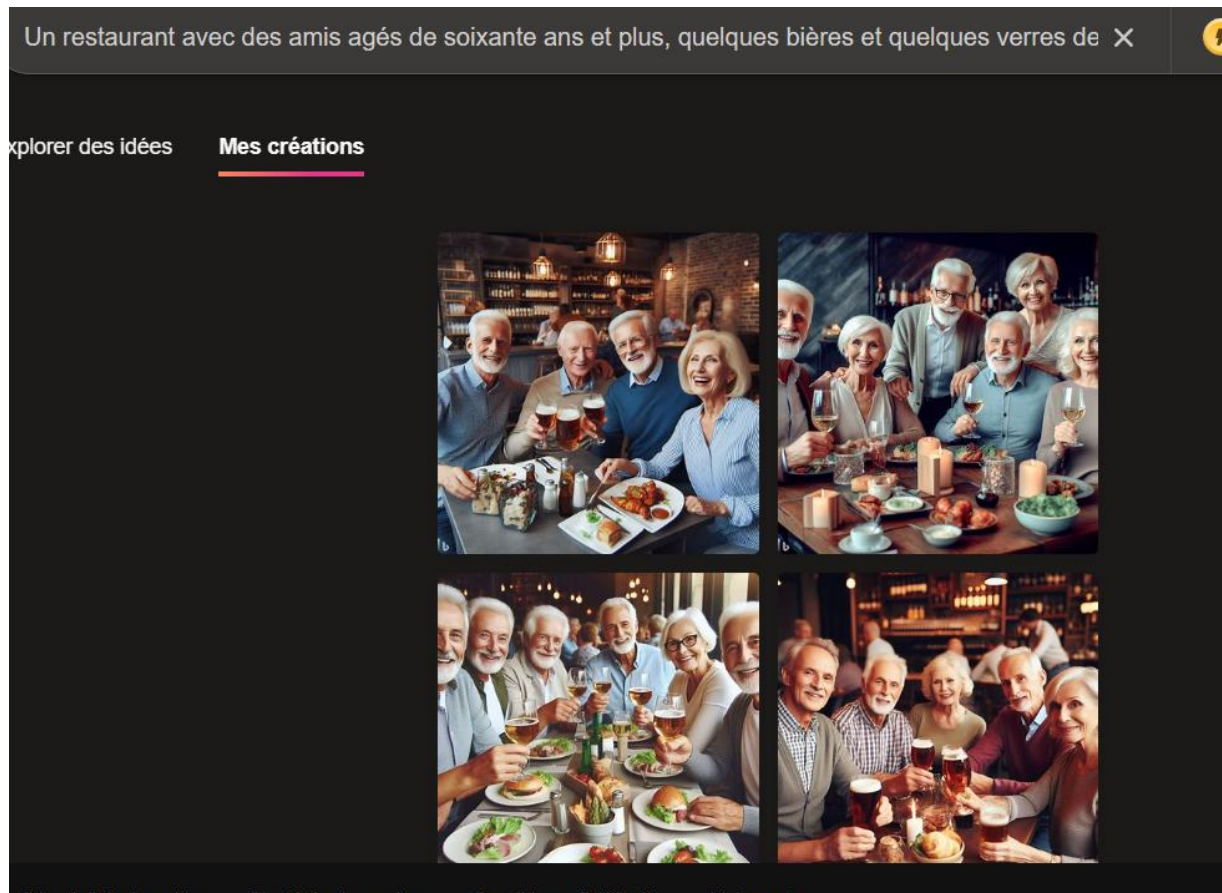 Un restaurant avec des amis agés de soixante ans et plus, quelques bières et quelques verres de
xplorer des idées
Mes créations